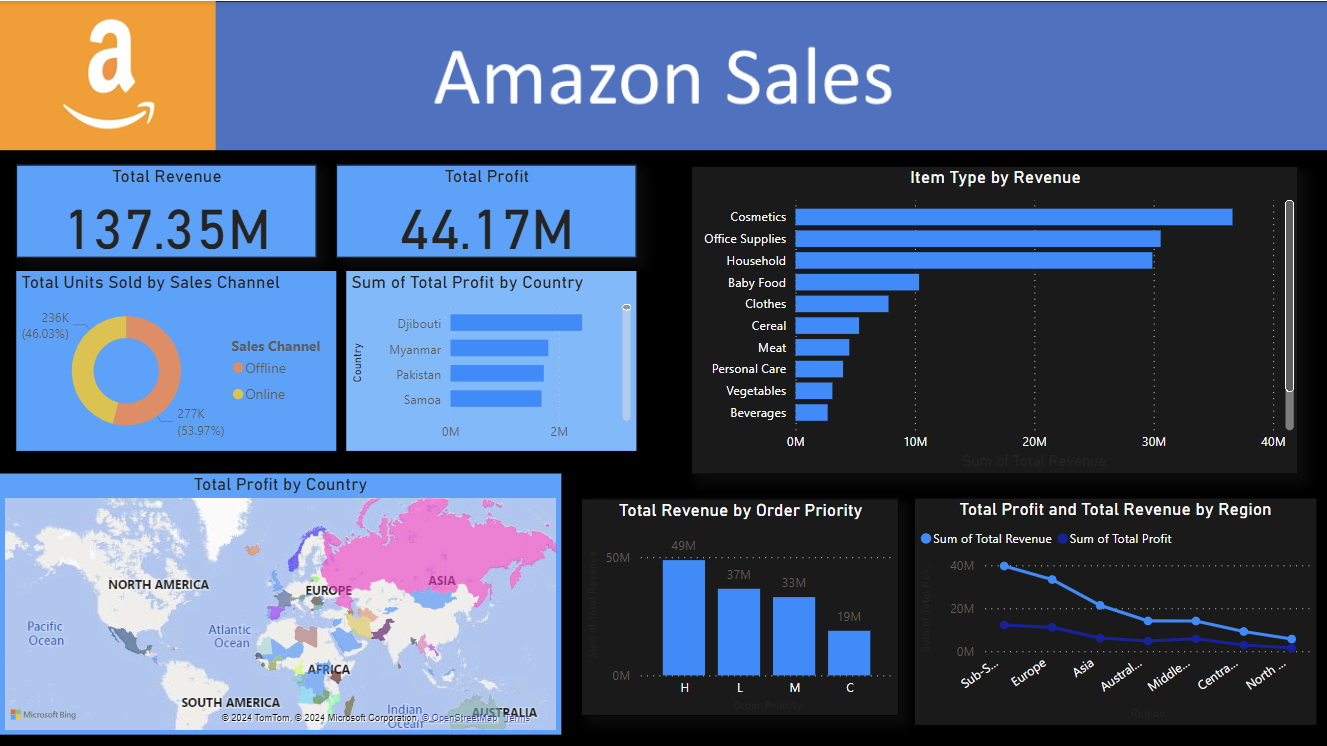 a
Amazon Sales
Total Revenue
137.35M
Total Profit
44.17M
Total Units Sold by Sales Channel
236K
(46.03%)
277K
(53.97%)
Sales Channel
Offline
Online
Sum of Total Profit by Country
Country
Djibouti
Myanmar
Pakistan
Samoa
0M
2M
Item Type by Revenue
Cosmetics
Office Supplies
Household
Baby Food
Clothes
Cereal
Meat
Personal Care
Vegetables
Beverages
0M
10M
20M
30M
40M
Sum of Total Revenue
Total Profit by Country
NORTH AMERICA
EUROPE
ASIA
Pacific
Ocean
Atlantic
Ocean
AFRICA
SOUTH AMERICA
Indian
Ocean
AUSTRALIA
Microsoft Bing
© 2024 TomTom, © 2024 Microsoft Corporation, © OpenStreetMap Terms
Total Revenue by Order Priority
50M
0M
49M
37M
33M
19M
H
L
M
C
Order Priority
Total Profit and Total Revenue by Region
Sum of Total Revenue
Sum of Total Profit
40M
20M
0M
Sub-S...
Europe
Asia
Austral...
Middle...
Centra...
North ...
Region